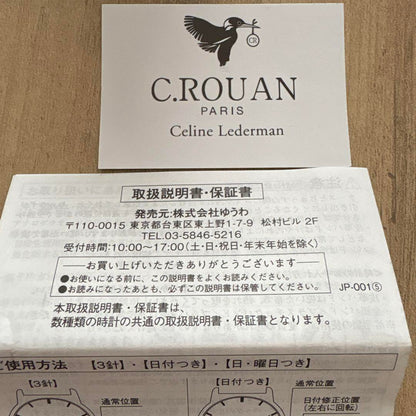 CR
C.ROUAN
PARIS
Celine Lederman
取扱説明書・保証書
発売元:株式会社ゆうわ
〒110-0015 東京都台東区東上野1-7-9 松村ビル 2F
TEL.03-5846-5216
受付時間:10:00〜17:00(土・日・祝日・年末年始を除く)
お買い上げいただきありがとうございます
●お使いになる前に、この説明書をよくお読みください。
●お読みになったあとも、必ずこの説明書は保管してください。
JP-001⑤
本取扱説明書・保証書は、
数種類の時計の共通の取扱説明書・保証書となります。
使用方法 【3針】・【日付つき】・【日・曜日つき】
【3針】 通常位置 【日付つき】 通常位置
日付修正位置
(左右に回転)